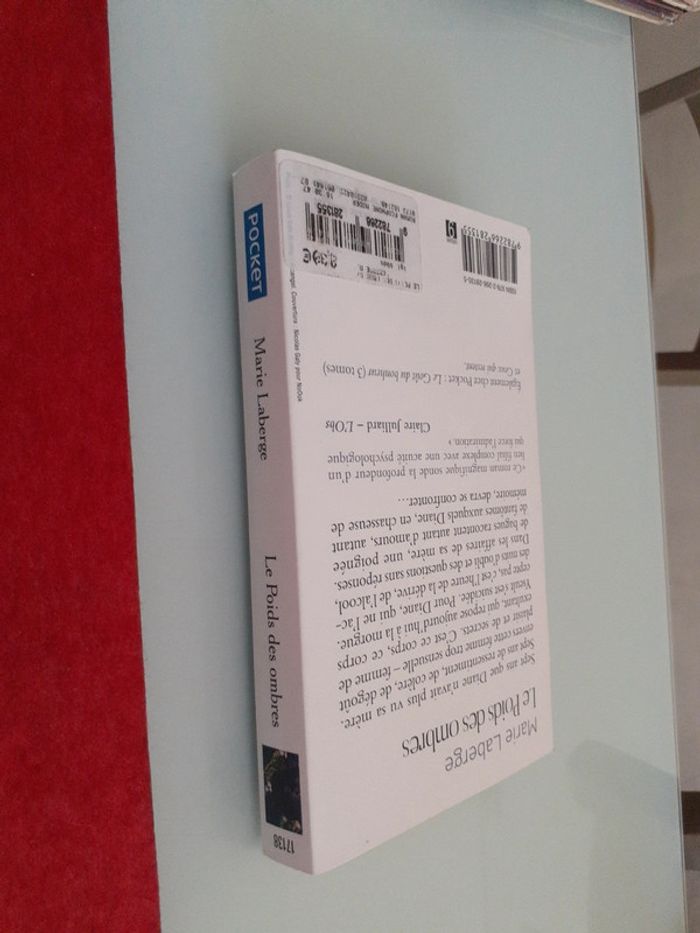 Marie Laberge
Le Poids des ombres
Sept ans que Diane n'avait plus vu sa mère.
Sept ans de ressentiment, de colère, de dégoût
envers cette femme trop sensuelle – femme de
plaisir et de secrets. C'est ce corps, ce corps
exultant, qui repose aujourd'hui à la morgue.
Yseult s'est suicidée. Pour Diane, qui ne l'ac-
cepte pas, c'est l'heure de la dérive, de l'alcool,
des nuits d'oubli et des questions sans réponses.
Dans les affaires de sa mère, une poignée
de bagues racontent autant d'amours, autant
de fantômes auxquels Diane, en chasseuse de
mémoire, devra se confronter…
« Ce roman magnifique sonde la profondeur d'un
lien filial complexe avec une acuité psychologique
qui force l'admiration. »
Claire Julliard – L'Obs
Également chez Pocket : Le Goût du bonheur (3 tomes)
et Ceux qui restent.
9 782266 281355
9 782266 281355
POCKET
Marie Laberge
Le Poids des ombres
17138